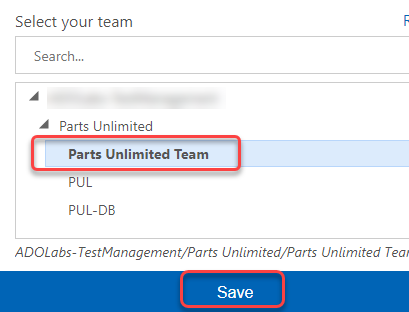 Select your team
Search...
Parts Unlimited
Parts Unlimited Team
PUL
PUL-DB
ADOLabs-TestManagement/Parts Unlimited/Parts Unlimited Tea
Save